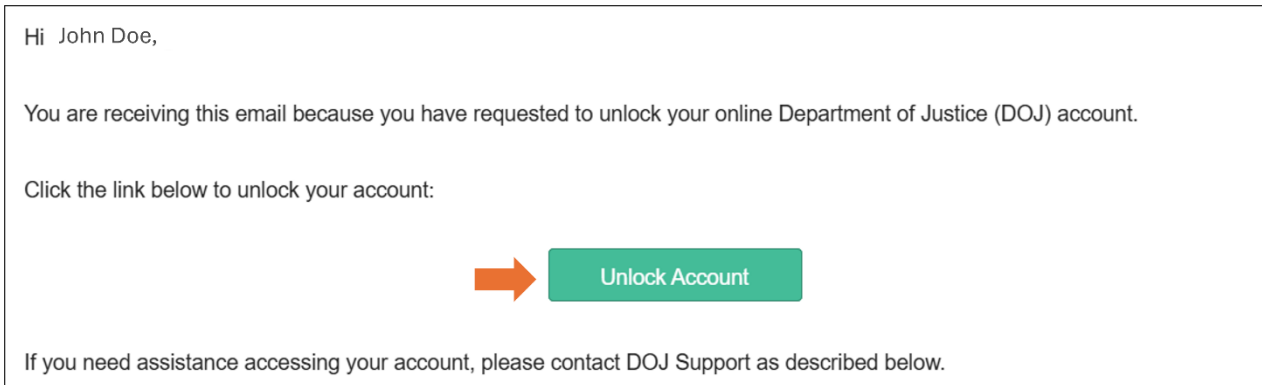 Hi John Doe,
You are receiving this email because you have requested to unlock your online Department of Justice (DOJ) account.
Click the link below to unlock your account:
Unlock Account
If you need assistance accessing your account, please contact DOJ Support as described below.